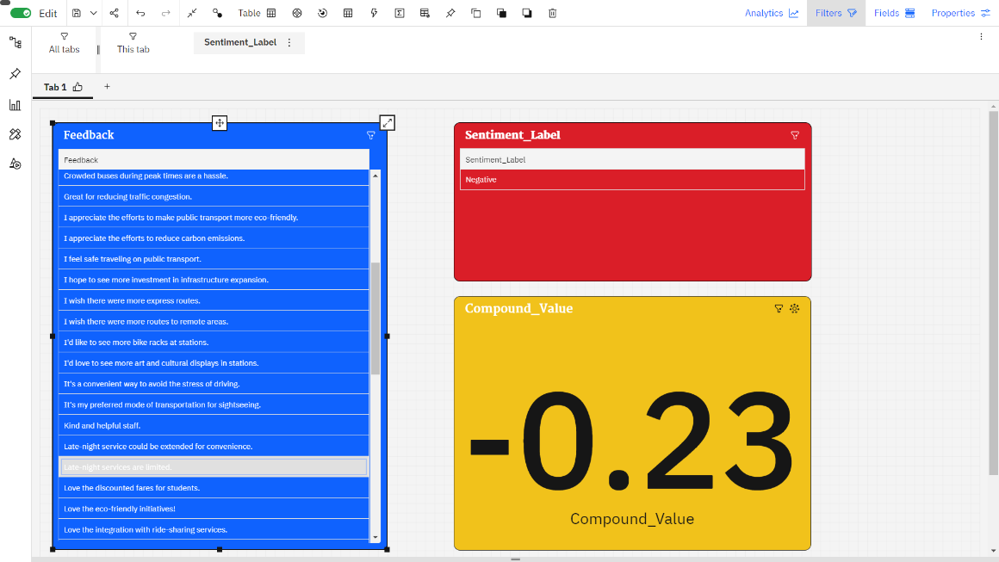 Edit
Table
Analytics
Filters
Fields
Properties
All tabs
This tab
Sentiment_Label
Tab 1
Feedback
Feedback
Crowded buses during peak times are a hassle.
Great for reducing traffic congestion.
I appreciate the efforts to make public transport more eco-friendly.
I appreciate the efforts to reduce carbon emissions.
I feel safe traveling on public transport.
I hope to see more investment in infrastructure expansion.
I wish there were more express routes.
I wish there were more routes to remote areas.
I'd like to see more bike racks at stations.
I'd love to see more art and cultural displays in stations.
It's a convenient way to avoid the stress of driving.
It's my preferred mode of transportation for sightseeing.
Kind and helpful staff.
Late-night service could be extended for convenience.
Late-night services are limited.
Love the discounted fares for students.
Love the eco-friendly initiatives!
Love the integration with ride-sharing services.
Sentiment_Label
Sentiment_Label
Negative
Compound_Value
-0.23
Compound_Value